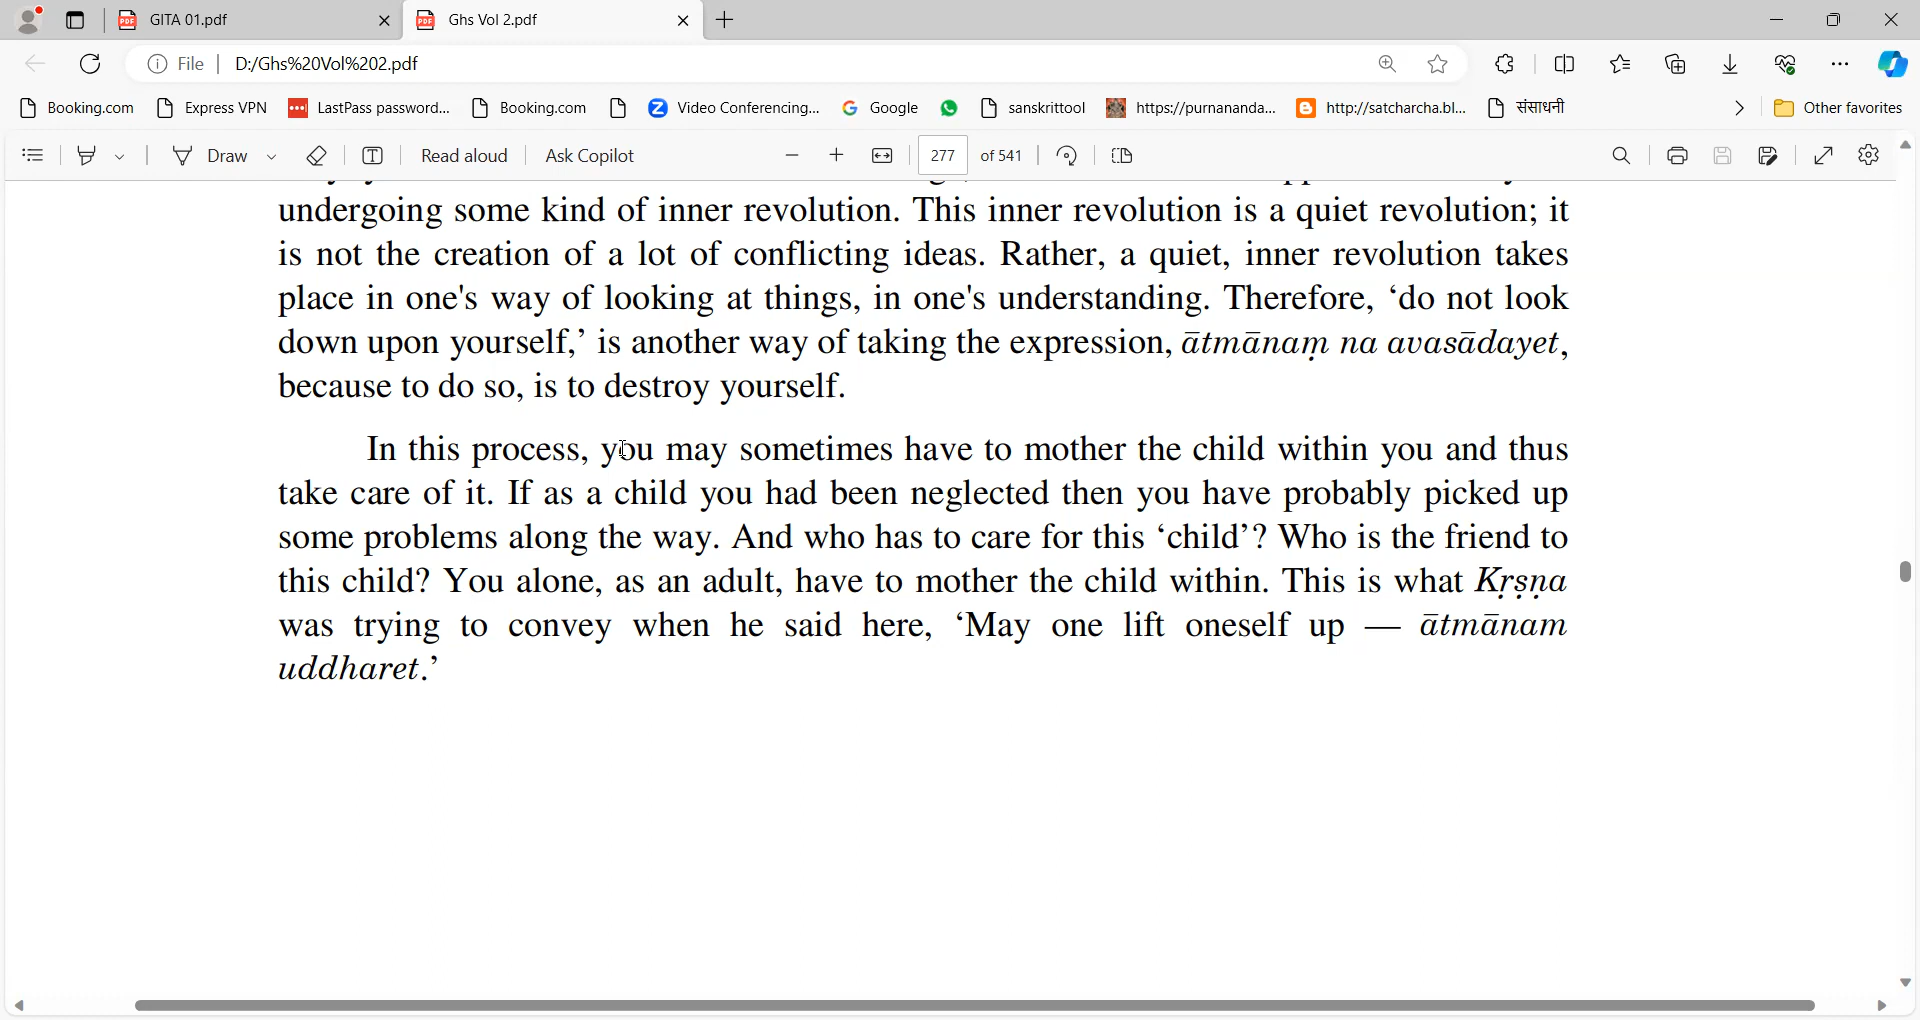 GITA 01.pdf
Ghs Vol 2.pdf
File | D:/Ghs%20Vol%202.pdf
Booking.com Express VPN LastPass password... Booking.com Video Conferencing... Google sanskrittool https://purnananda... http://satcharcha.bl... संसाधनी Other favorites
Draw Read aloud Ask Copilot 277 of 541
undergoing some kind of inner revolution. This inner revolution is a quiet revolution; it
is not the creation of a lot of conflicting ideas. Rather, a quiet, inner revolution takes
place in one's way of looking at things, in one's understanding. Therefore, ‘do not look
down upon yourself,’ is another way of taking the expression, ātmānaṃ na avasādayet,
because to do so, is to destroy yourself.
In this process, you may sometimes have to mother the child within you and thus
take care of it. If as a child you had been neglected then you have probably picked up
some problems along the way. And who has to care for this ‘child’? Who is the friend to
this child? You alone, as an adult, have to mother the child within. This is what Kṛṣṇa
was trying to convey when he said here, ‘May one lift oneself up — ātmānam
uddharet.’